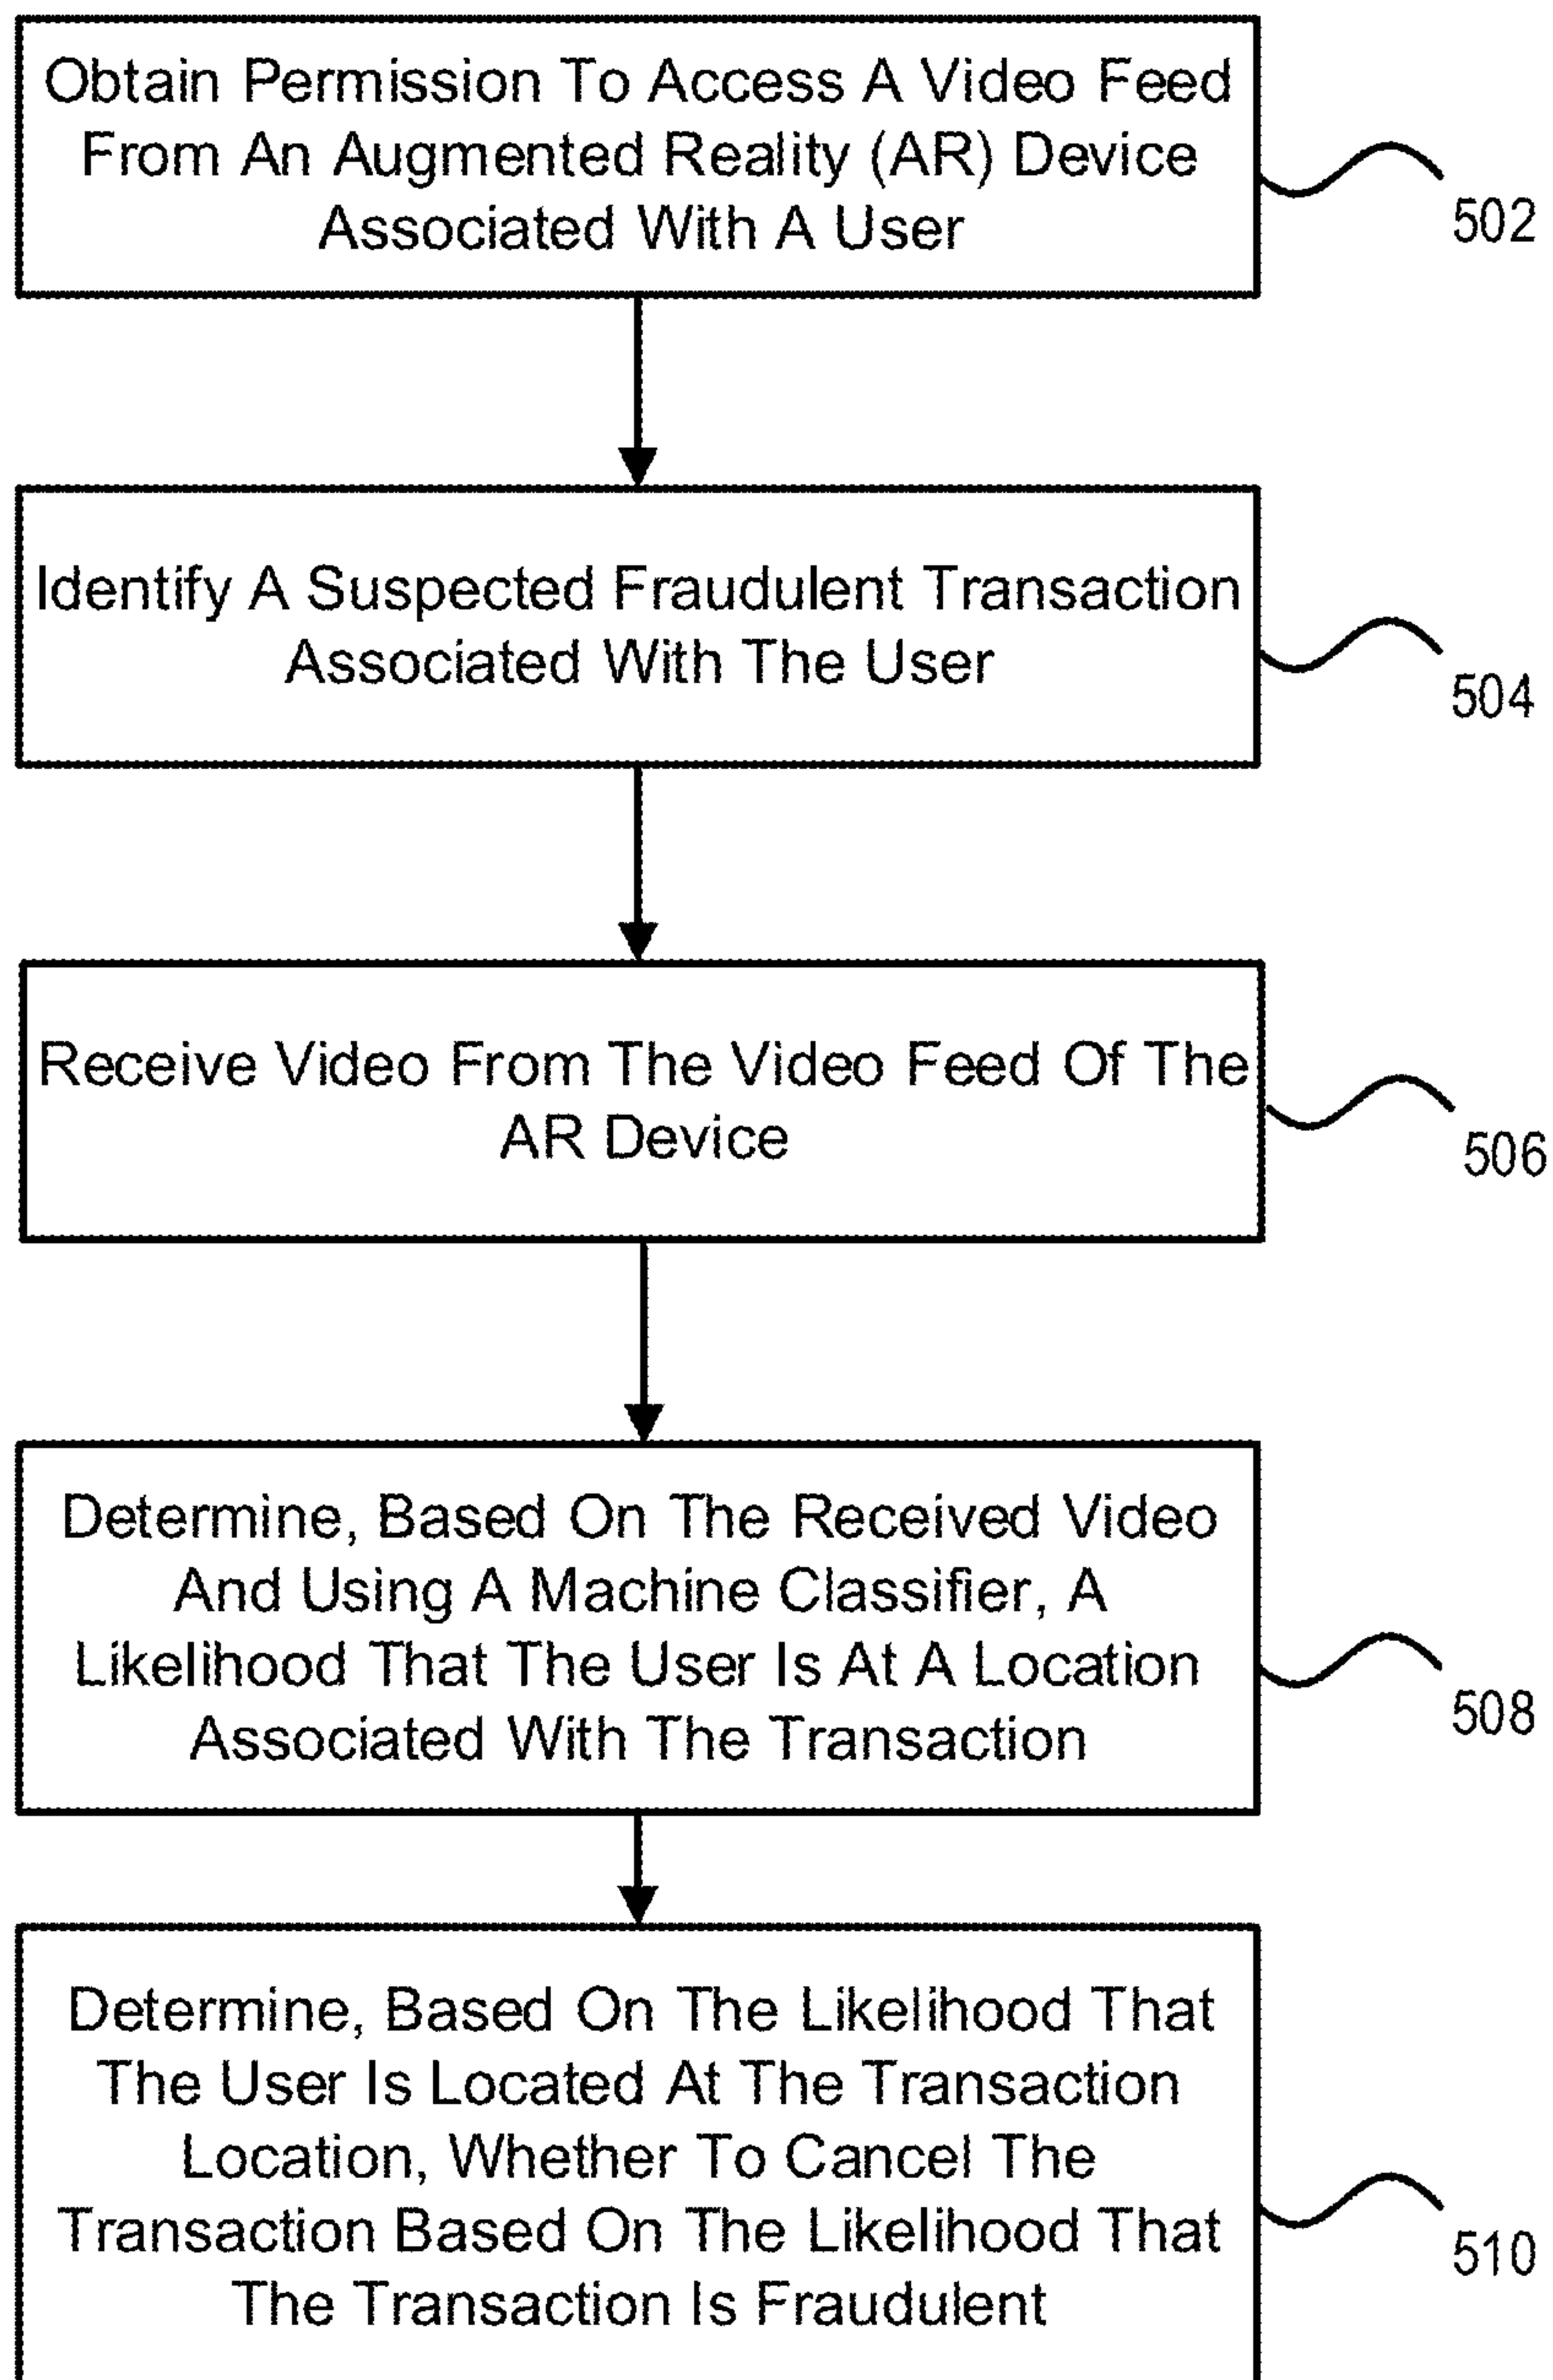 Obtain Permission To Access A Video Feed
From An Augmented Reality (AR) Device
Associated With A User
502
Identify A Suspected Fraudulent Transaction
Associated With The User
504
Receive Video From The Video Feed Of The
AR Device
506
Determine, Based On The Received Video
And Using A Machine Classifier, A
Likelihood That The User Is At A Location
Associated With The Transaction
508
Determine, Based On The Likelihood That
The User Is Located At The Transaction
Location, Whether To Cancel The
Transaction Based On The Likelihood That
The Transaction Is Fraudulent
510